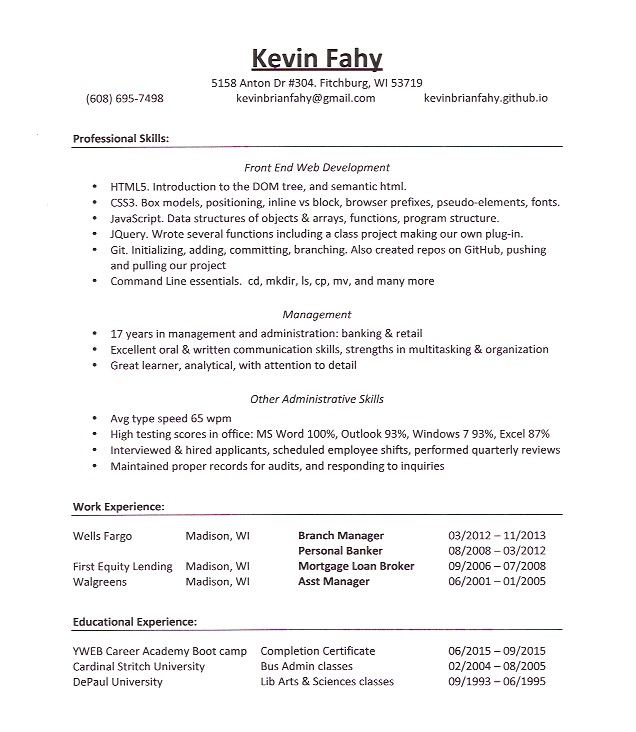 Kevin Fahy
5158 Anton Dr #304. Fitchburg, WI 53719
(608) 695-7498 kevinbrianfahy@gmail.com kevinbrianfahy.github.io
Professional Skills:
Front End Web Development
• HTML5. Introduction to the DOM tree, and semantic html.
• CSS3. Box models, positioning, inline vs block, browser prefixes, pseudo-elements, fonts.
• JavaScript. Data structures of objects & arrays, functions, program structure.
• JQuery. Wrote several functions including a class project making our own plug-in.
• Git. Initializing, adding, committing, branching. Also created repos on GitHub, pushing
and pulling our project
• Command Line essentials. cd, mkdir, ls, cp, mv, and many more
Management
• 17 years in management and administration: banking & retail
• Excellent oral & written communication skills, strengths in multitasking & organization
• Great learner, analytical, with attention to detail
Other Administrative Skills
• Avg type speed 65 wpm
• High testing scores in office: MS Word 100%, Outlook 93%, Windows 7 93%, Excel 87%
• Interviewed & hired applicants, scheduled employee shifts, performed quarterly reviews
• Maintained proper records for audits, and responding to inquiries
Work Experience:
Wells Fargo Madison, WI Branch Manager 03/2012 – 11/2013
Personal Banker 08/2008 – 03/2012
First Equity Lending Madison, WI Mortgage Loan Broker 09/2006 – 07/2008
Walgreens Madison, WI Asst Manager 06/2001 – 01/2005
Educational Experience:
YWEB Career Academy Boot camp Completion Certificate 06/2015 – 09/2015
Cardinal Stritch University Bus Admin classes 02/2004 – 08/2005
DePaul University Lib Arts & Sciences classes 09/1993 – 06/1995